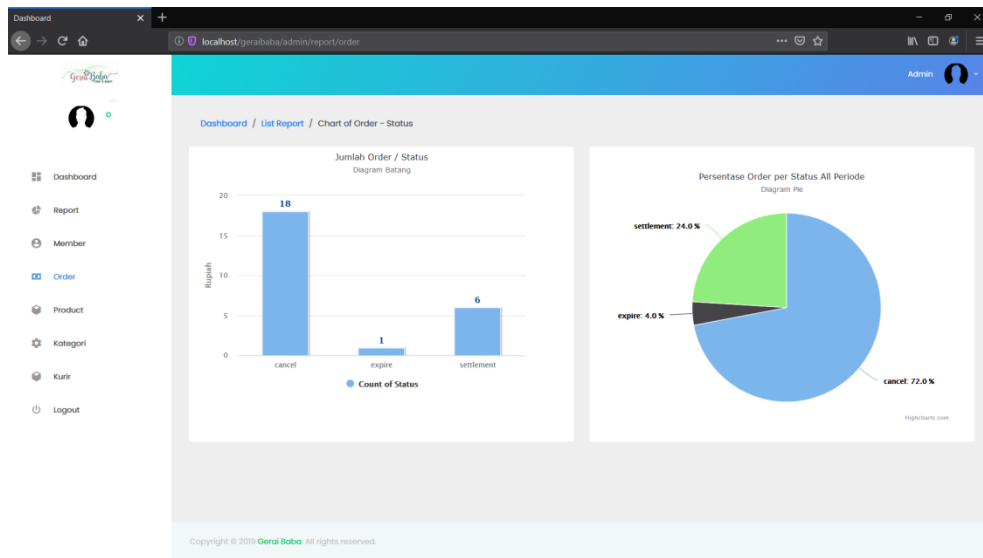 Dashboard
localhost/geraibaba/admin/report/order
Gerai Baba
Admin
Dashboard / List Report / Chart of Order - Status
Dashboard
Report
Member
Order
Product
Kategori
Kurir
Logout
Jumlah Order / Status
Diagram Batang
Rupiah
20
15
10
5
0
18
1
6
cancel
expire
settlement
Count of Status
Persentase Order per Status All Periode
Diagram Pie
settlement: 24.0 %
expire: 4.0 %
cancel: 72.0 %
Highcharts.com
Copyright © 2019 Gerai Baba. All rights reserved.